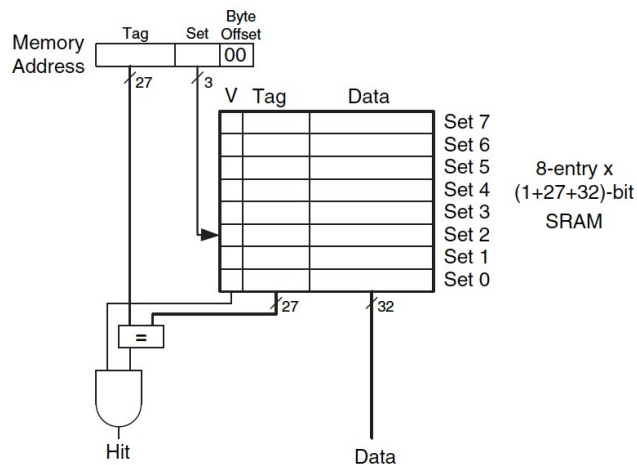 Byte
Tag Set Offset
Memory
Address
00
27 3
V Tag Data
Set 7
Set 6
Set 5
Set 4
Set 3
Set 2
Set 1
Set 0
8-entry x
(1+27+32)-bit
SRAM
27 32
=
Hit Data